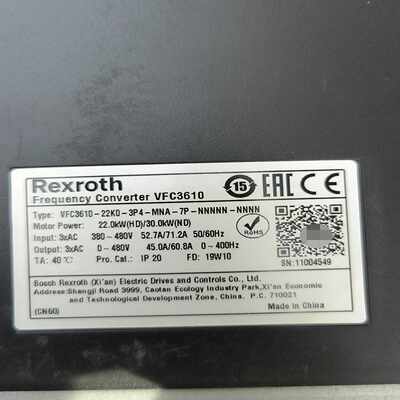 Rexroth
Frequency Converter VFC3610
15 EAC CE
Type: VFC3610-22K0-3P4-MNA-7P-NNNNN-NNNN
Motor Power: 22.0kW(HD)/30.0kW(ND)
Input: 3xAC 380-480V 52.7A/71.2A 50/60Hz
Output: 3xAC 0-480V 45.0A/60.8A 0-400Hz
TA: 40℃ Pro.Cat.: IP 20 FD: 19W10
RoHS
SN:11004549
Bosch Rexroth (Xi'an) Electric Drives and Controls Co., Ltd.
Address:Shangji Road 3999, Caotan Ecology Industry Park,Xi'an Economic
and Technological Development Zone, China, P.C. 710021
(CN60) Made in China